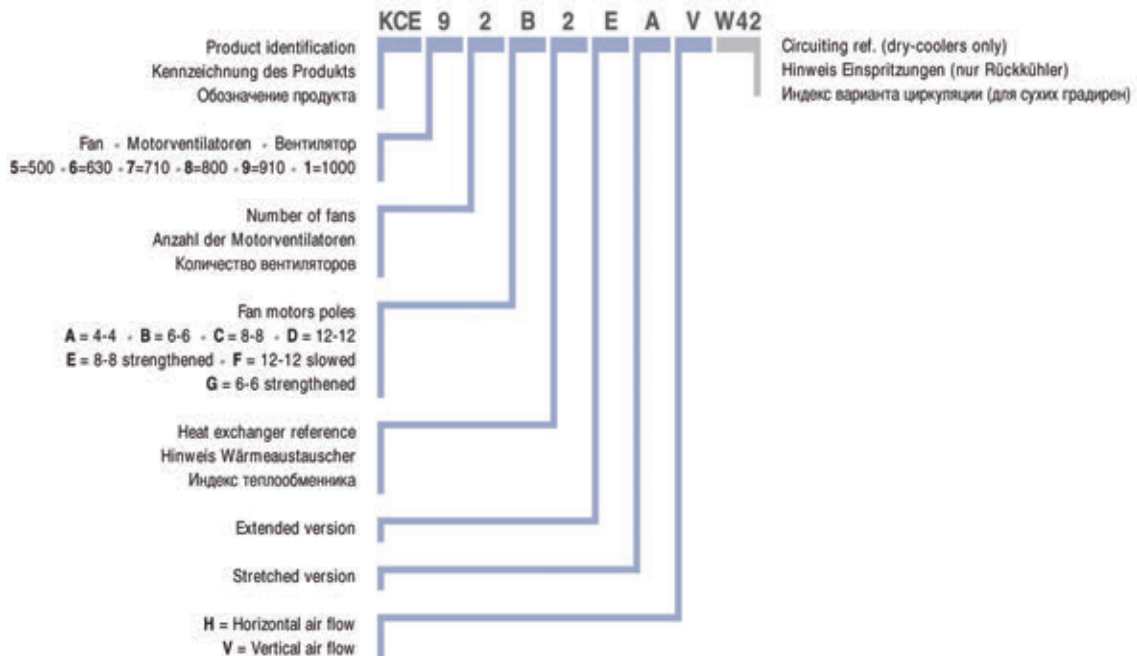 KCE 9 2 B 2 E A V W42
Product identification
Kennzeichnung des Produkts
Обозначение продукта
Circuiting ref. (dry-coolers only)
Hinweis Einspritzungen (nur Rückkühler)
Индекс варианта циркуляции (для сухих градирен)
Fan - Motorventilatoren - Вентилятор
5=500 - 6=630 - 7=710 - 8=800 - 9=910 - 1=1000
Number of fans
Anzahl der Motorventilatoren
Количество вентиляторов
Fan motors poles
A = 4-4 - B = 6-6 - C = 8-8 - D = 12-12
E = 8-8 strengthened - F = 12-12 slowed
G = 6-6 strengthened
Heat exchanger reference
Hinweis Wärmeaustauscher
Индекс теплообменника
Extended version
Stretched version
H = Horizontal air flow
V = Vertical air flow